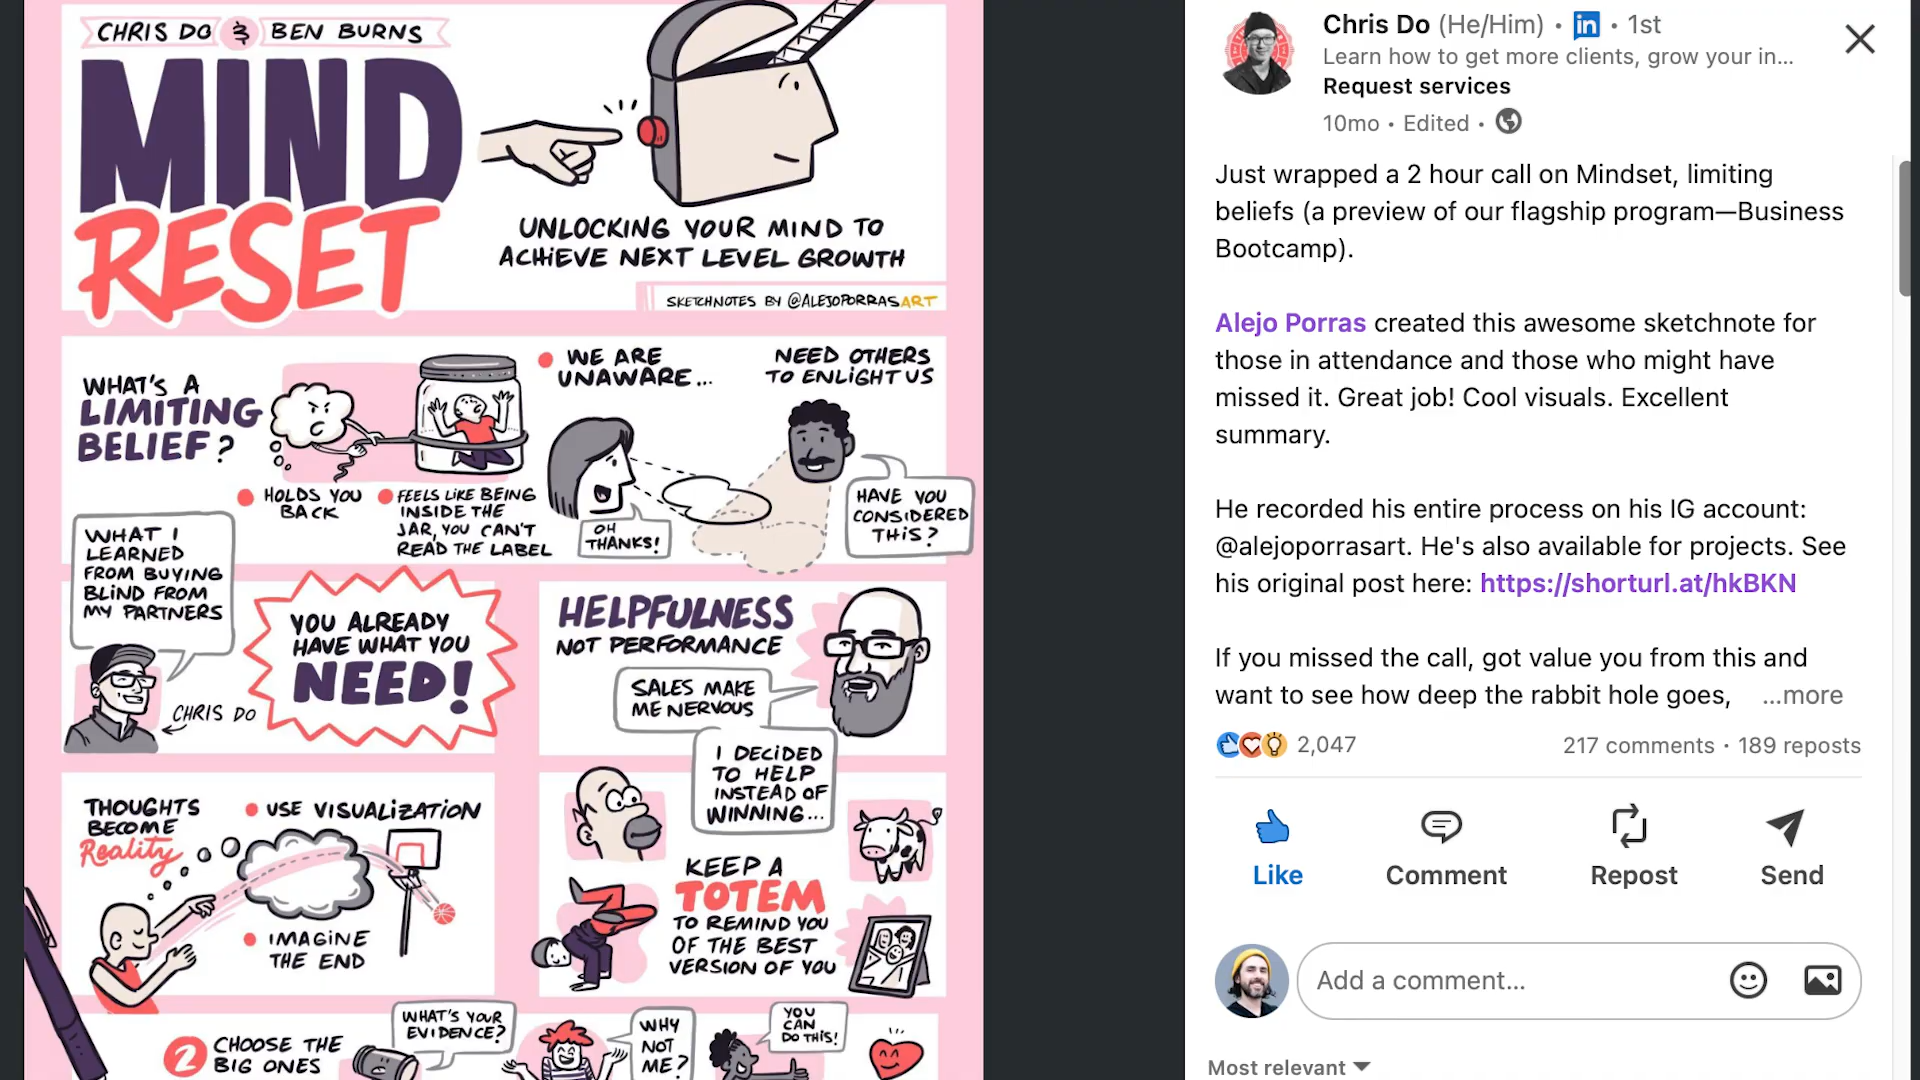 CHRIS DO & BEN BURNS
MIND
RESET
UNLOCKING YOUR MIND TO
ACHIEVE NEXT LEVEL GROWTH
SKETCHNOTES BY @ALEJOPORRASART
WHAT'S A
LIMITING
BELIEF?
HOLDS YOU
BACK
FEELS LIKE BEING
INSIDE THE
JAR, YOU CAN'T
READ THE LABEL
WE ARE
UNAWARE...
NEED OTHERS
TO ENLIGHT US
OH
THANKS!
HAVE YOU
CONSIDERED
THIS?
WHAT I
LEARNED
FROM BUYING
BLIND FROM
MY PARTNERS
CHRIS DO
YOU ALREADY
HAVE WHAT YOU
NEED!
HELPFULNESS
NOT PERFORMANCE
SALES MAKE
ME NERVOUS
I DECIDED
TO HELP
INSTEAD OF
WINNING...
THOUGHTS
BECOME
Reality
USE VISUALIZATION
IMAGINE
THE END
KEEP A
TOTEM
TO REMIND YOU
OF THE BEST
VERSION OF YOU
2 CHOOSE THE
BIG ONES
WHAT'S YOUR
EVIDENCE?
WHY
NOT
ME?
YOU
CAN
DO THIS!
Chris Do (He/Him) • in • 1st
Learn how to get more clients, grow your in...
Request services
10mo • Edited •
Just wrapped a 2 hour call on Mindset, limiting
beliefs (a preview of our flagship program—Business
Bootcamp).
Alejo Porras created this awesome sketchnote for
those in attendance and those who might have
missed it. Great job! Cool visuals. Excellent
summary.
He recorded his entire process on his IG account:
@alejoporrasart. He's also available for projects. See
his original post here: https://shorturl.at/hkBKN
If you missed the call, got value you from this and
want to see how deep the rabbit hole goes, ...more
2,047
217 comments • 189 reposts
Like
Comment
Repost
Send
Add a comment...
Most relevant